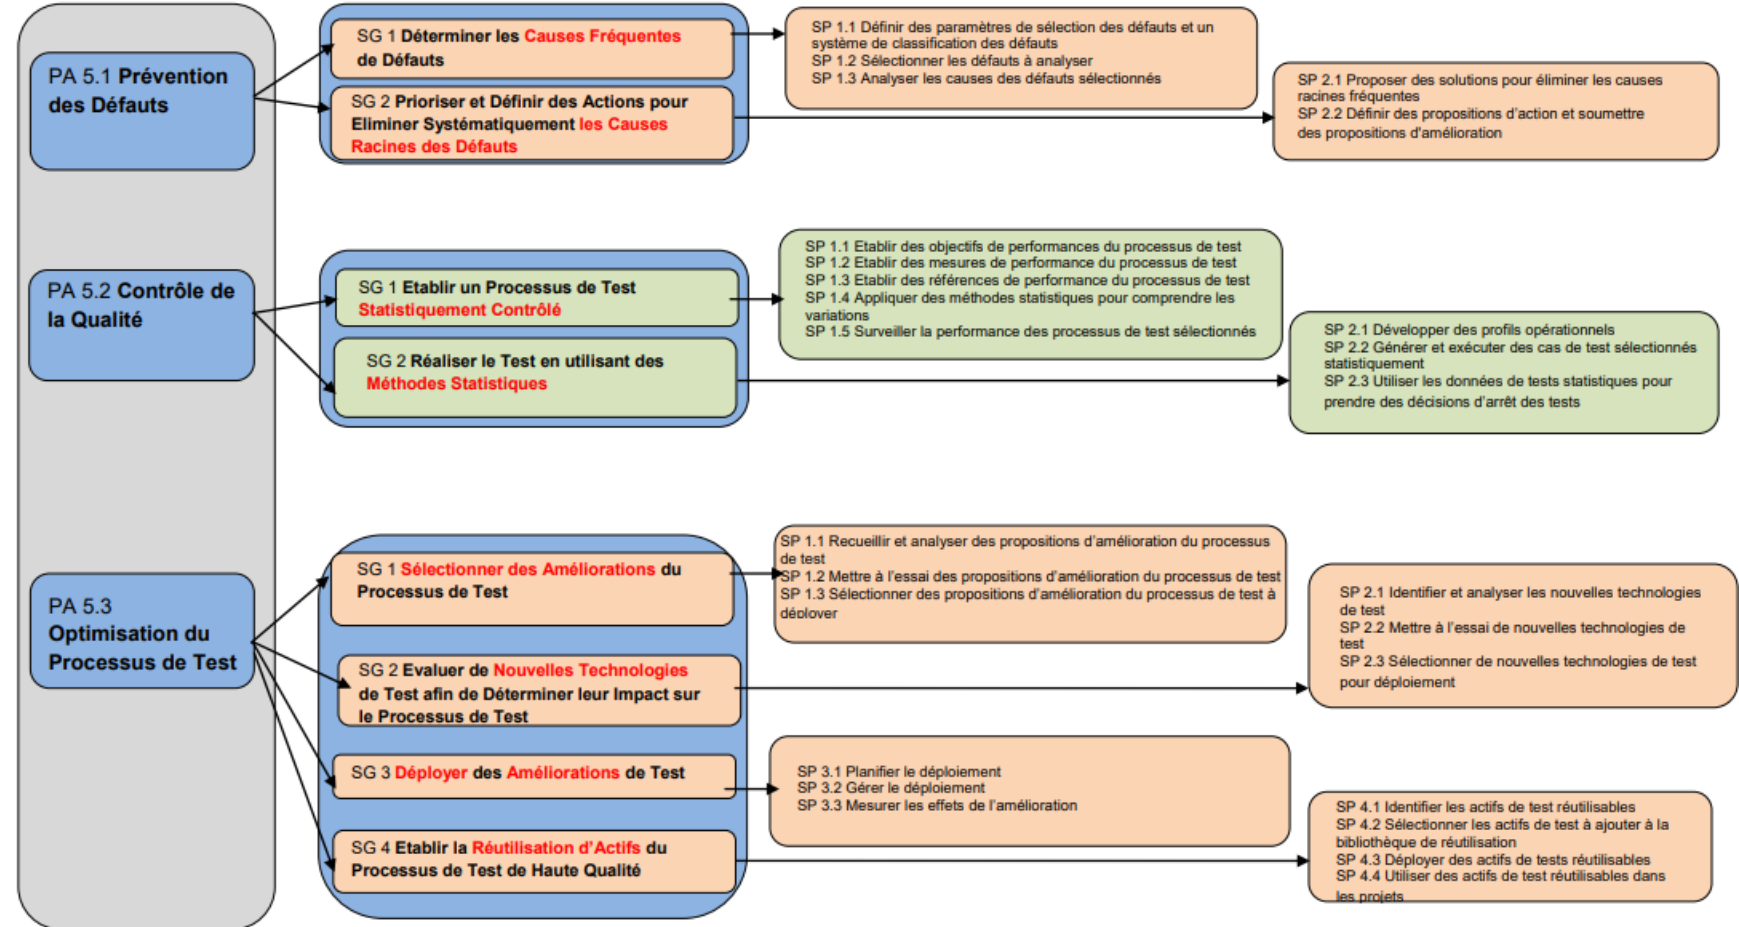 PA 5.1 Prévention
des Défauts
SG 1 Déterminer les Causes Fréquentes
de Défauts
SG 2 Prioriser et Définir des Actions pour
Eliminer Systématiquement les Causes
Racines des Défauts
SP 1.1 Définir des paramètres de sélection des défauts et un
système de classification des défauts
SP 1.2 Sélectionner les défauts à analyser
SP 1.3 Analyser les causes des défauts sélectionnés
SP 2.1 Proposer des solutions pour éliminer les causes
racines fréquentes
SP 2.2 Définir des propositions d'action et soumettre
des propositions d'amélioration
PA 5.2 Contrôle de
la Qualité
SG 1 Etablir un Processus de Test
Statistiquement Contrôlé
SG 2 Réaliser le Test en utilisant des
Méthodes Statistiques
SP 1.1 Etablir des objectifs de performances du processus de test
SP 1.2 Etablir des mesures de performance du processus de test
SP 1.3 Etablir des références de performance du processus de test
SP 1.4 Appliquer des méthodes statistiques pour comprendre les
variations
SP 1.5 Surveiller la performance des processus de test sélectionnés
SP 2.1 Développer des profils opérationnels
SP 2.2 Générer et exécuter des cas de test sélectionnés
statistiquement
SP 2.3 Utiliser les données de tests statistiques pour
prendre des décisions d'arrêt des tests
PA 5.3
Optimisation du
Processus de Test
SG 1 Sélectionner des Améliorations du
Processus de Test
SG 2 Evaluer de Nouvelles Technologies
de Test afin de Déterminer leur Impact sur
le Processus de Test
SG 3 Déployer des Améliorations de Test
SG 4 Etablir la Réutilisation d'Actifs du
Processus de Test de Haute Qualité
SP 1.1 Recueillir et analyser des propositions d'amélioration du processus
de test
SP 1.2 Mettre à l'essai des propositions d'amélioration du processus de test
SP 1.3 Sélectionner des propositions d'amélioration du processus de test à
déployer
SP 2.1 Identifier et analyser les nouvelles technologies
de test
SP 2.2 Mettre à l'essai de nouvelles technologies de
test
SP 2.3 Sélectionner de nouvelles technologies de test
pour déploiement
SP 3.1 Planifier le déploiement
SP 3.2 Gérer le déploiement
SP 3.3 Mesurer les effets de l'amélioration
SP 4.1 Identifier les actifs de test réutilisables
SP 4.2 Sélectionner les actifs de test à ajouter à la
bibliothèque de réutilisation
SP 4.3 Déployer des actifs de tests réutilisables
SP 4.4 Utiliser des actifs de test réutilisables dans
les projets